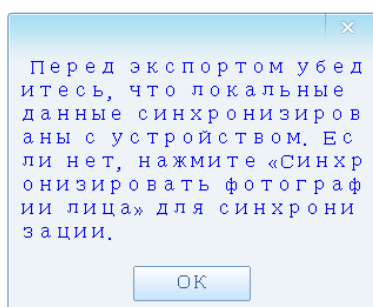 Перед экспортом убед
итесь, что локальные
данные синхронизиров
аны с устройством. Ес
ли нет, нажмите «Синхр
онизировать фотограф
ии лица» для синхрони
зации.
OK